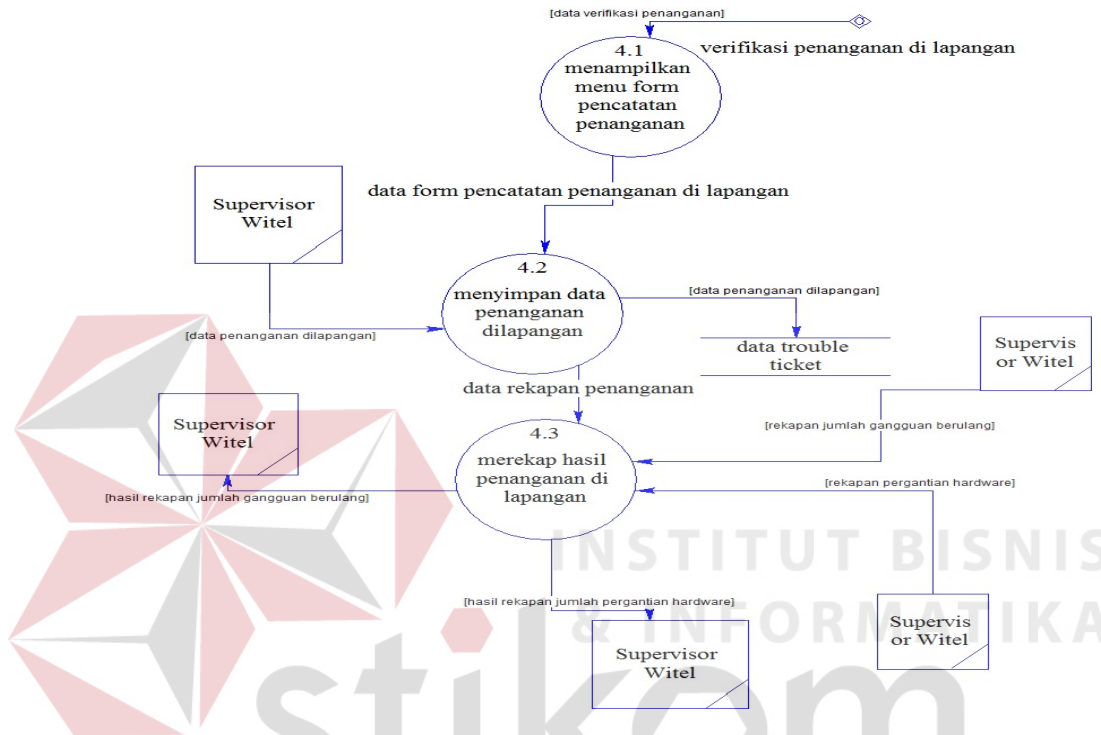 [data verifikasi penanganan]
verifikasi penanganan di lapangan
4.1
menampilkan
menu form
pencatatan
penanganan
data form pencatatan penanganan di lapangan
Supervisor
Witel
4.2
menyimpan data
penanganan
dilapangan
[data penanganan dilapangan]
[data penanganan dilapangan]
data trouble
ticket
Supervis
or Witel
data rekapan penanganan
Supervisor
Witel
4.3
merekap hasil
penanganan di
lapangan
[rekapan jumlah gangguan berulang]
[rekapan pergantian hardware]
[hasil rekapan jumlah gangguan berulang]
INSTITUT BISNIS
& INFORMATIKA
[hasil rekapan jumlah pergantian hardware]
Supervisor
Witel
Supervis
or Witel
stikom